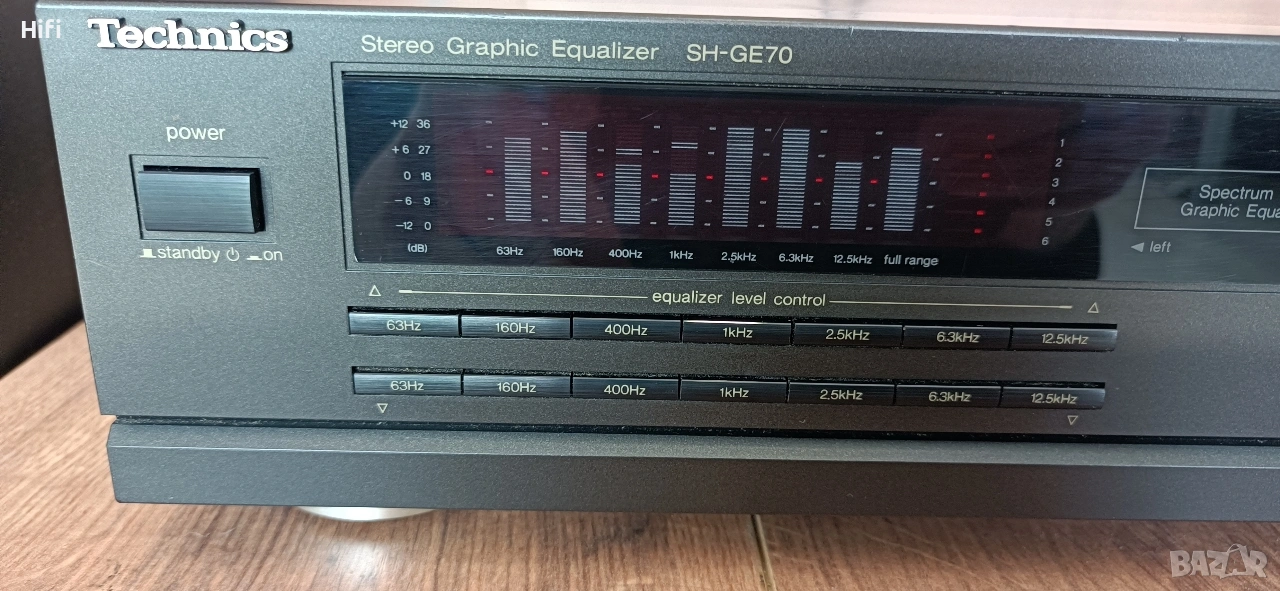 Hifi
Technics
Stereo Graphic Equalizer SH-GE70
power
standby on
+12 36
+6 27
0 18
-6 9
-12 0
(dB)
63Hz 160Hz 400Hz 1kHz 2.5kHz 6.3kHz 12.5kHz full range
1
2
3
4
5
6
Spectrum
Graphic Equa
◄ left
equalizer level control
63Hz 160Hz 400Hz 1kHz 2.5kHz 6.3kHz 12.5kHz
63Hz 160Hz 400Hz 1kHz 2.5kHz 6.3kHz 12.5kHz
BAZAR